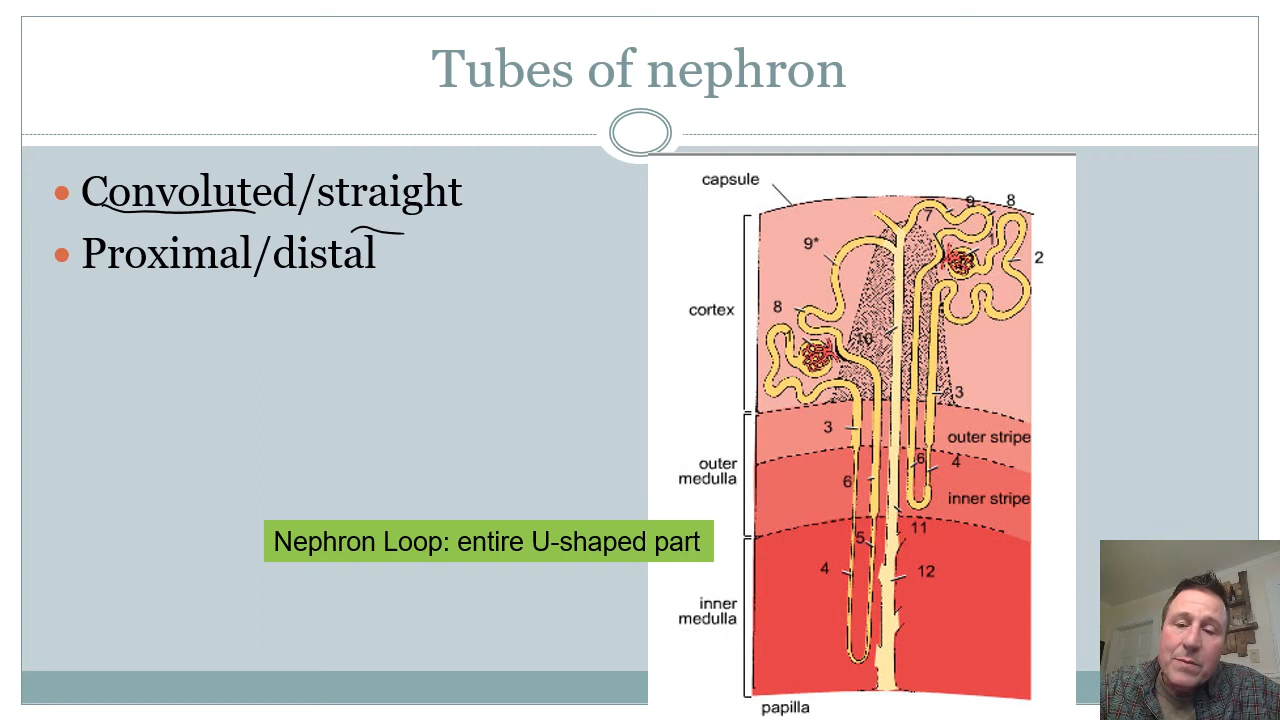 Tubes of nephron
Convoluted/straight
Proximal/distal
Nephron Loop: entire U-shaped part
capsule
9
8
7
9*
1
2
cortex
8
10
3
3
outer stripe
outer
medulla
6
4
6
inner stripe
11
5
4
12
inner
medulla
papilla